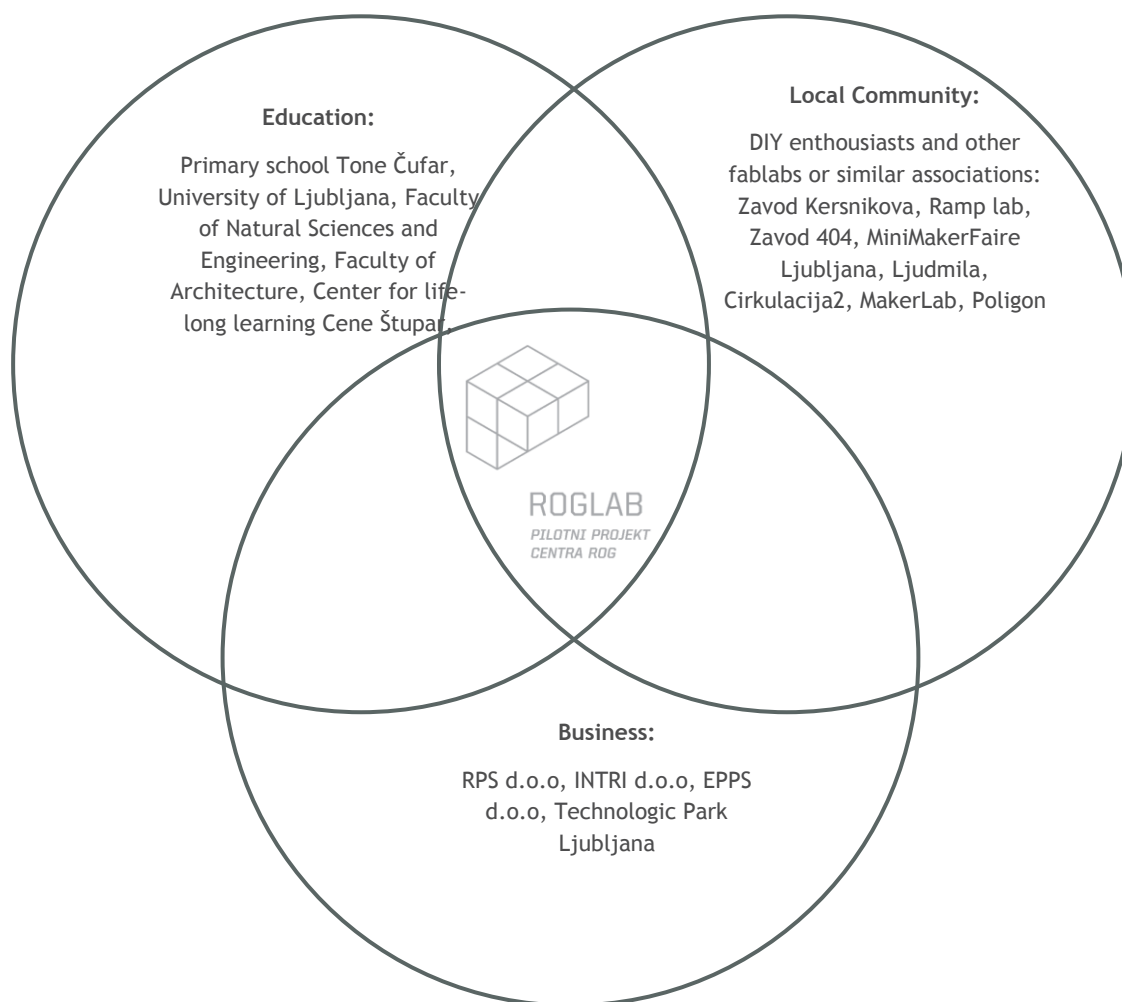 Education:
Primary school Tone Čufar,
University of Ljubljana, Faculty
of Natural Sciences and
Engineering, Faculty of
Architecture, Center for life-
long learning Cene Štupar,
Local Community:
DIY enthousiasts and other
fablabs or similar associations:
Zavod Kersnikova, Ramp lab,
Zavod 404, MiniMakerFaire
Ljubljana, Ljudmila,
Cirkulacija2, MakerLab, Poligon
ROGLAB
PILOTNI PROJEKT
CENTRA ROG
Business:
RPS d.o.o, INTRI d.o.o, EPPS
d.o.o, Technologic Park
Ljubljana